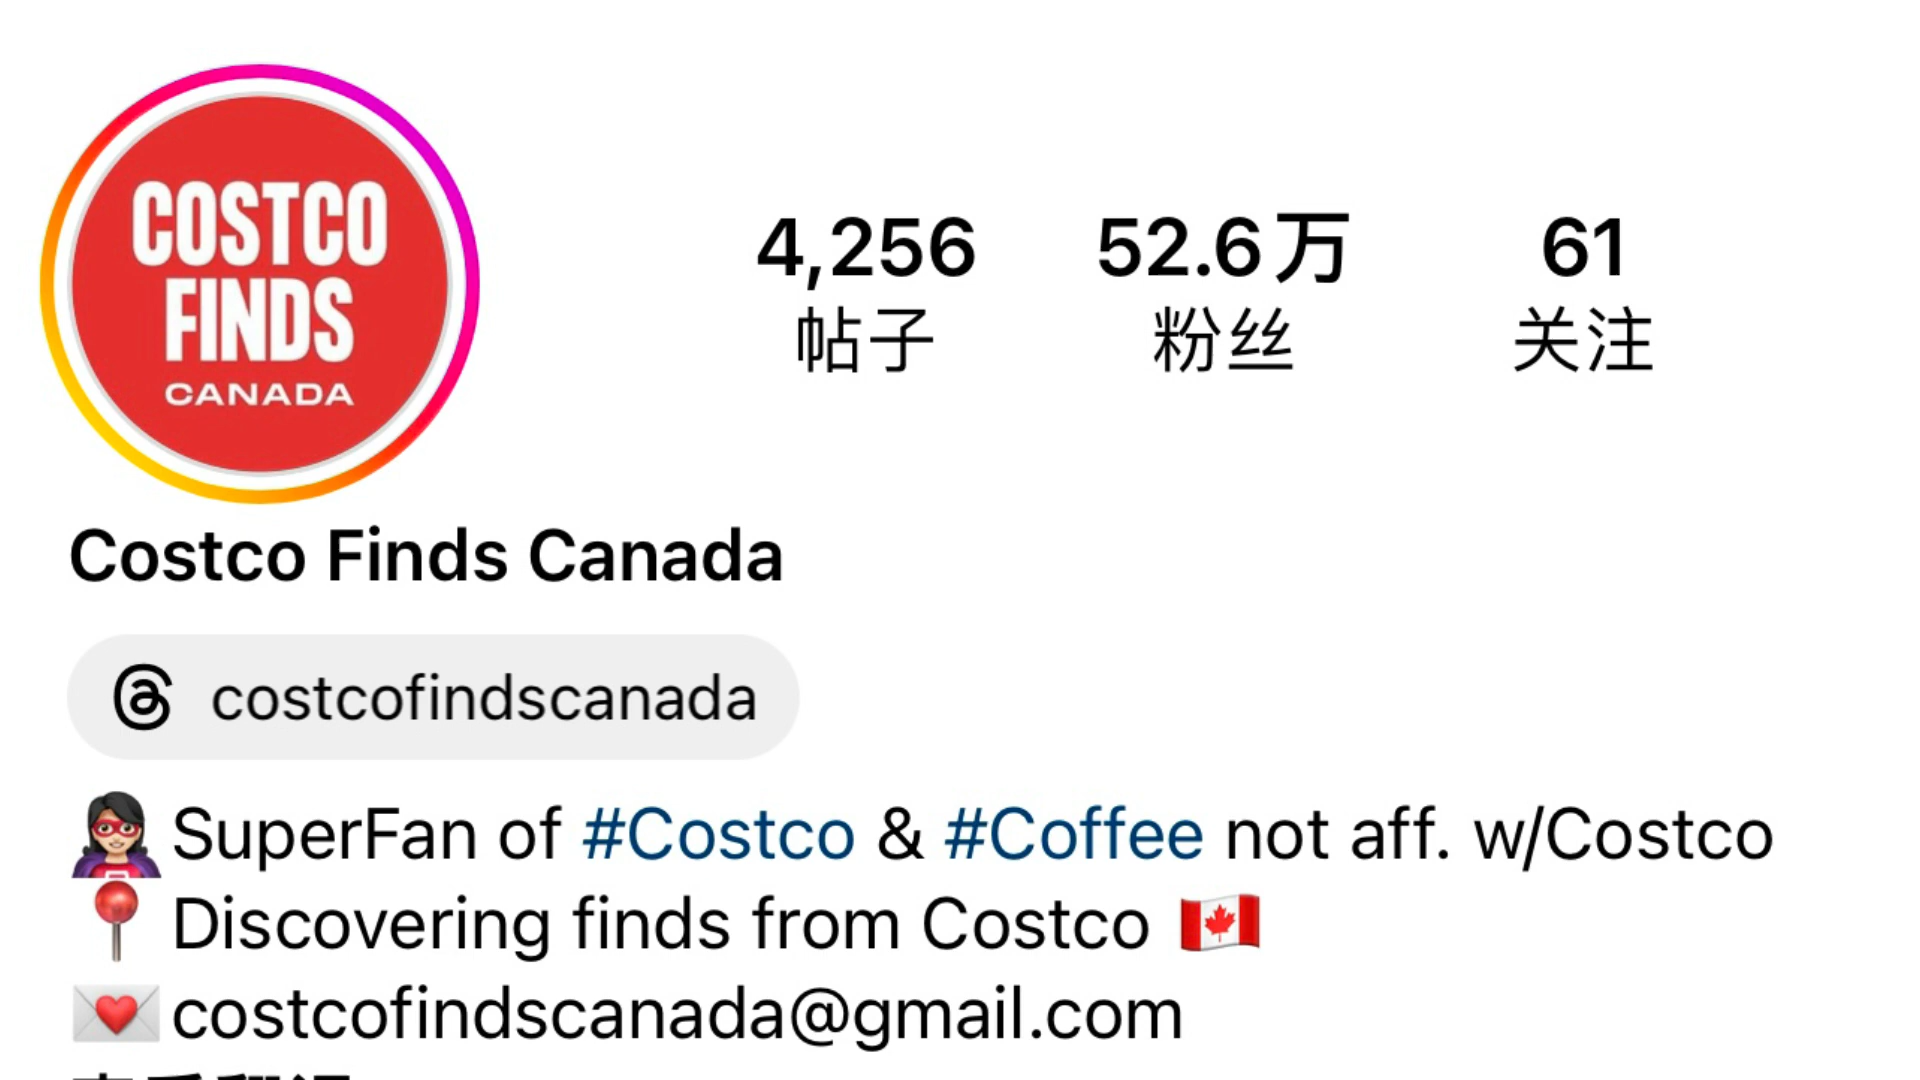 COSTCO
FINDS
CANADA
4,256 52.6万 61
帖子 粉丝 关注
Costco Finds Canada
costcofindscanada
SuperFan of #Costco & #Coffee not aff. w/Costco
Discovering finds from Costco 🇨🇦
costcofindscanada@gmail.com